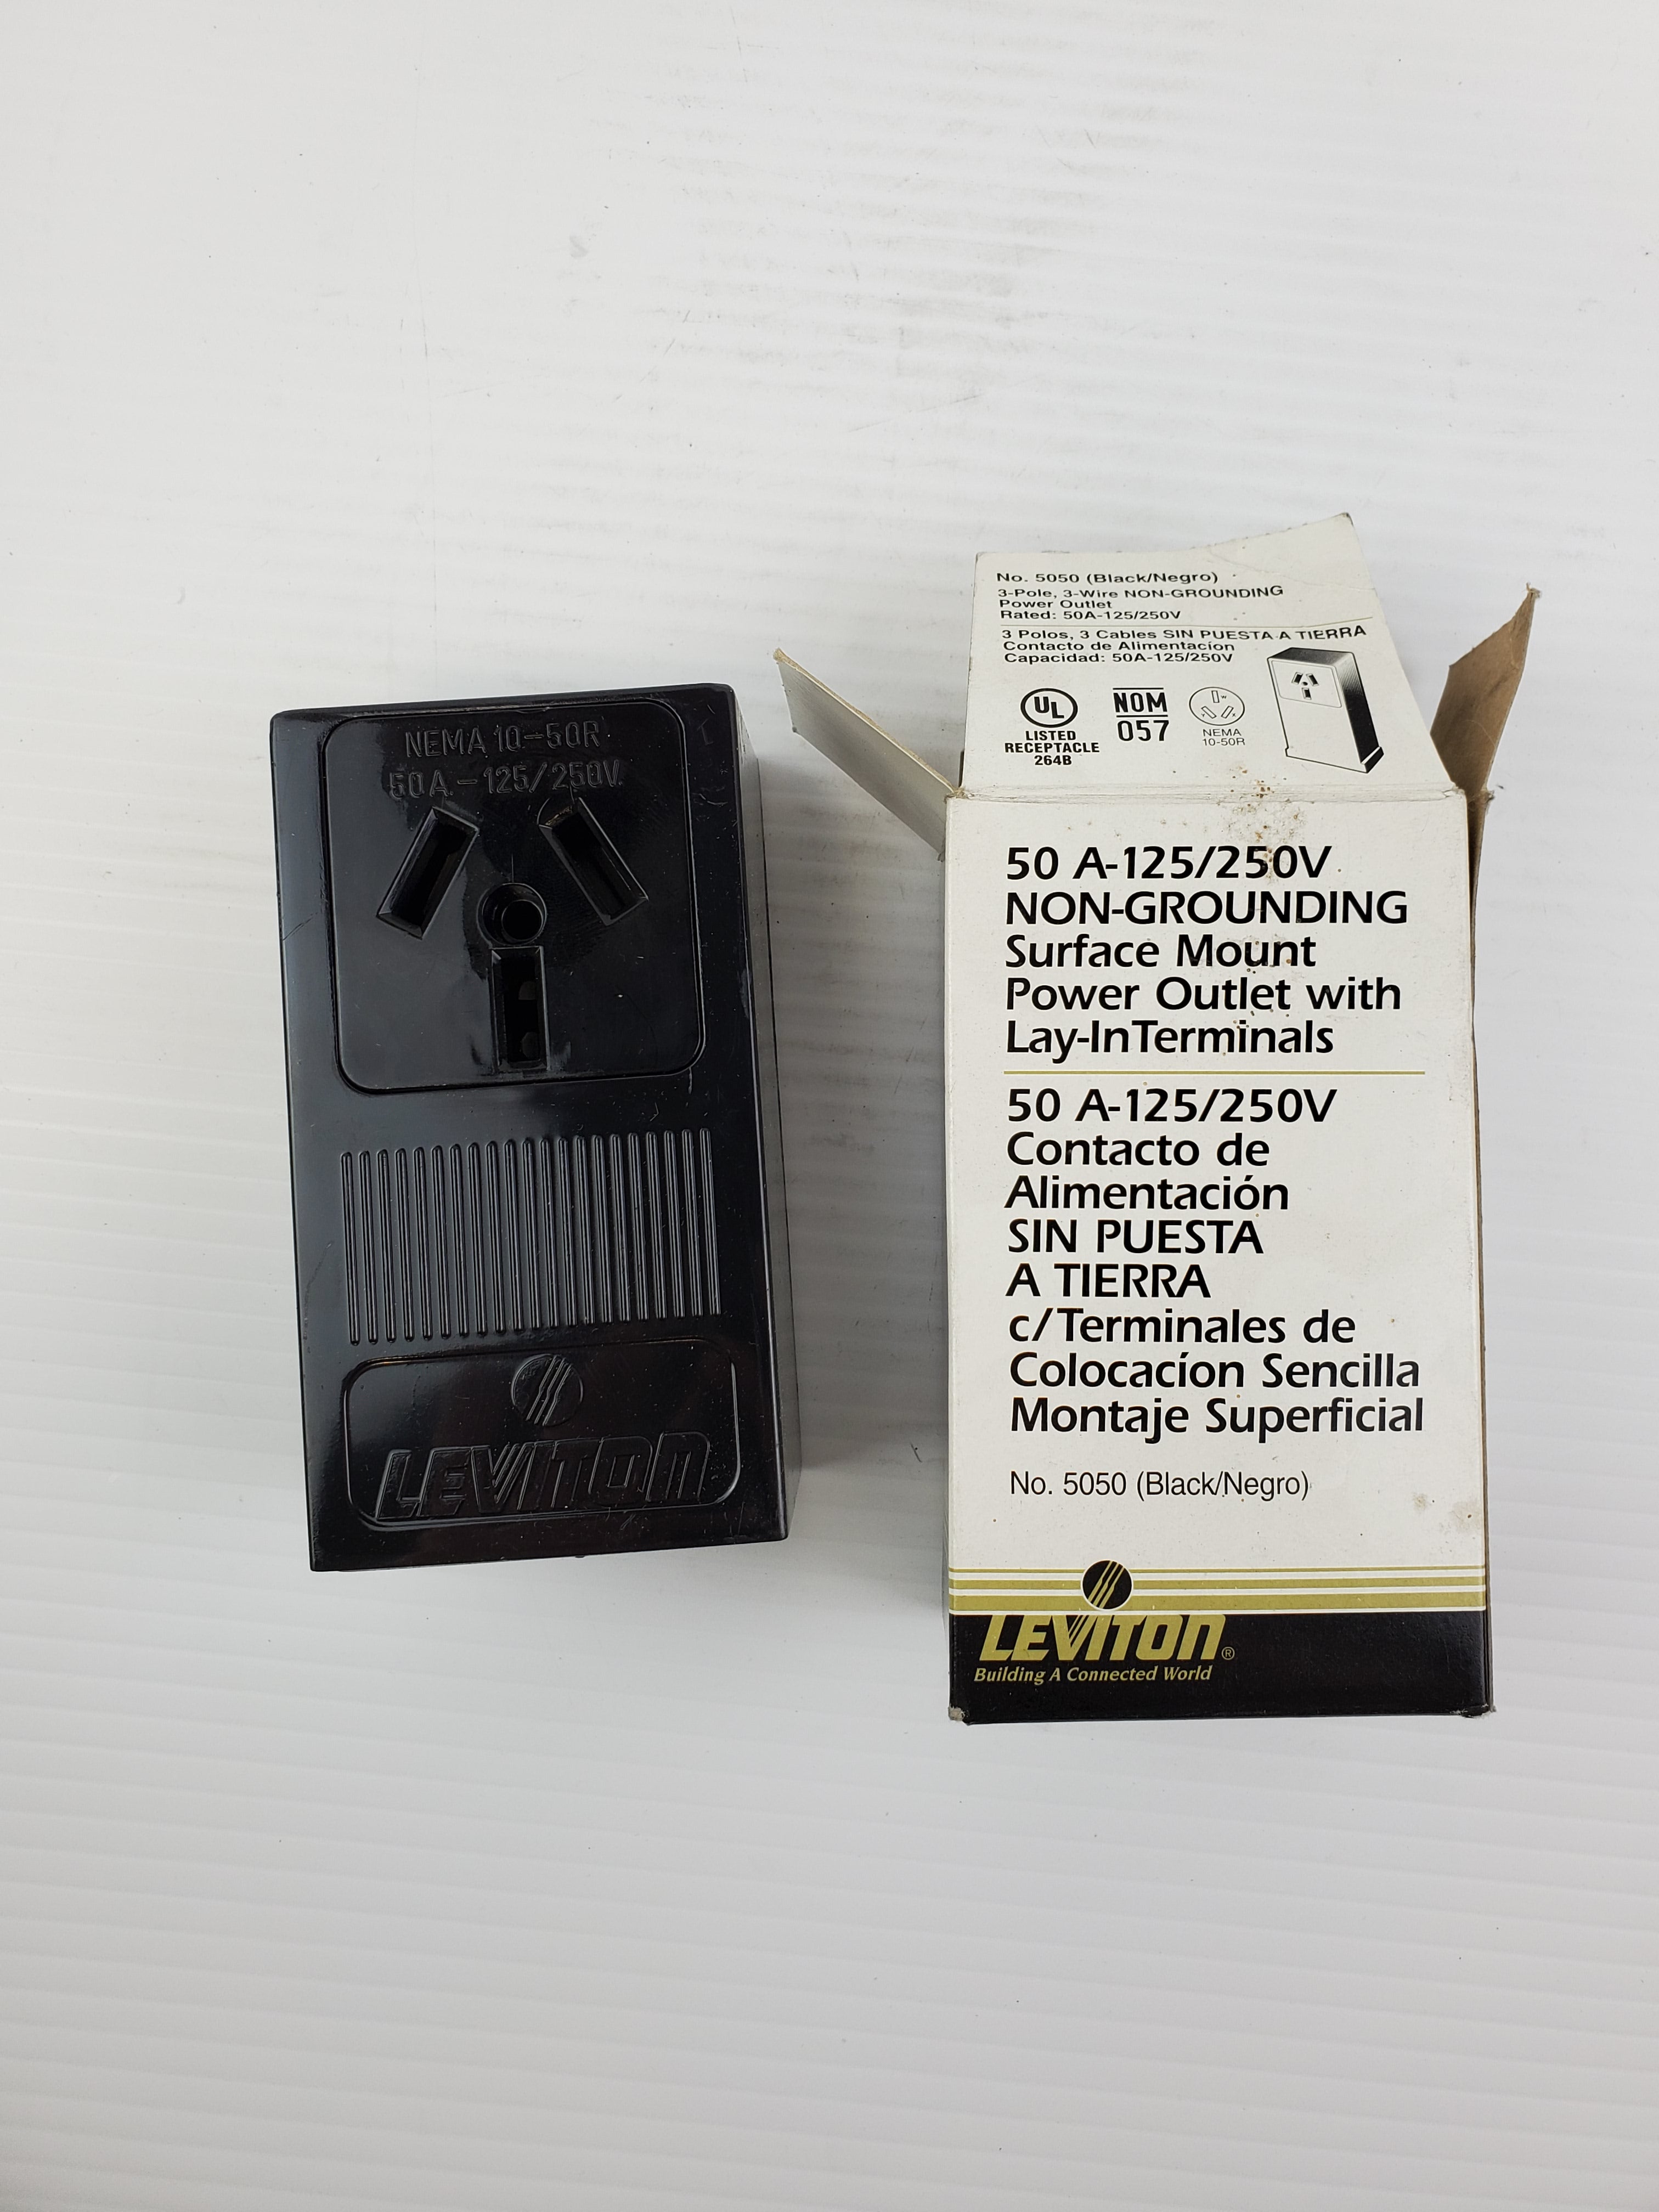 NEMA 10-50R
50A.-125/250V.
LEVITON
No. 5050 (Black/Negro)
3-Pole, 3-Wire NON-GROUNDING
Power Outlet
Rated: 50A-125/250V
3 Polos, 3 Cables SIN PUESTA A TIERRA
Contacto de Alimentacíon
Capacidad: 50A-125/250V
UL
LISTED
RECEPTACLE
264B
NOM
057
W
NEMA
10-50R
50 A-125/250V
NON-GROUNDING
Surface Mount
Power Outlet with
Lay-In Terminals
50 A-125/250V
Contacto de
Alimentación
SIN PUESTA
A TIERRA
c/Terminales de
Colocacíon Sencilla
Montaje Superficial
No. 5050 (Black/Negro)
LEVITON®
Building A Connected World